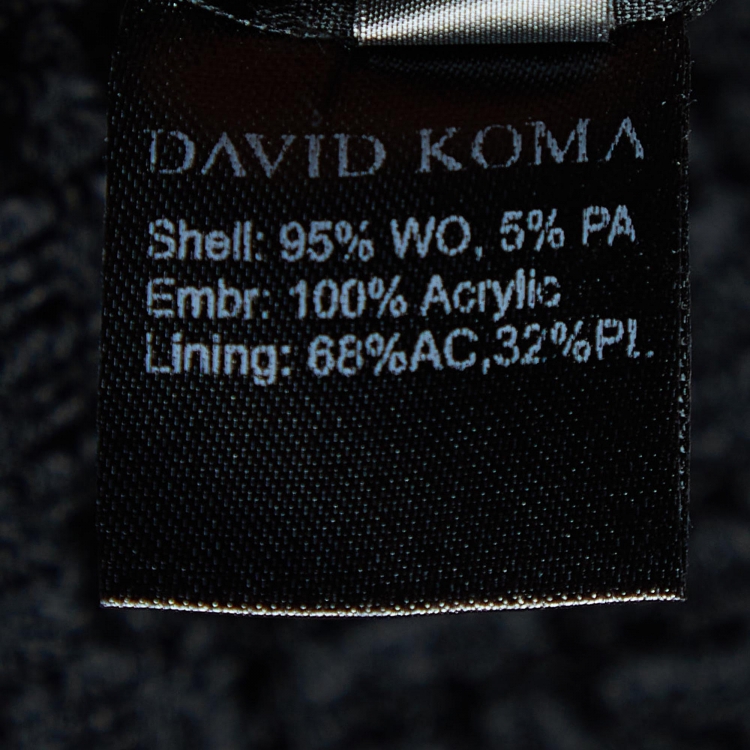 DAVID KOMA
Shell: 95% WO, 5% PA
Embr: 100% Acrylic
Lining: 68%AC,32%PL.